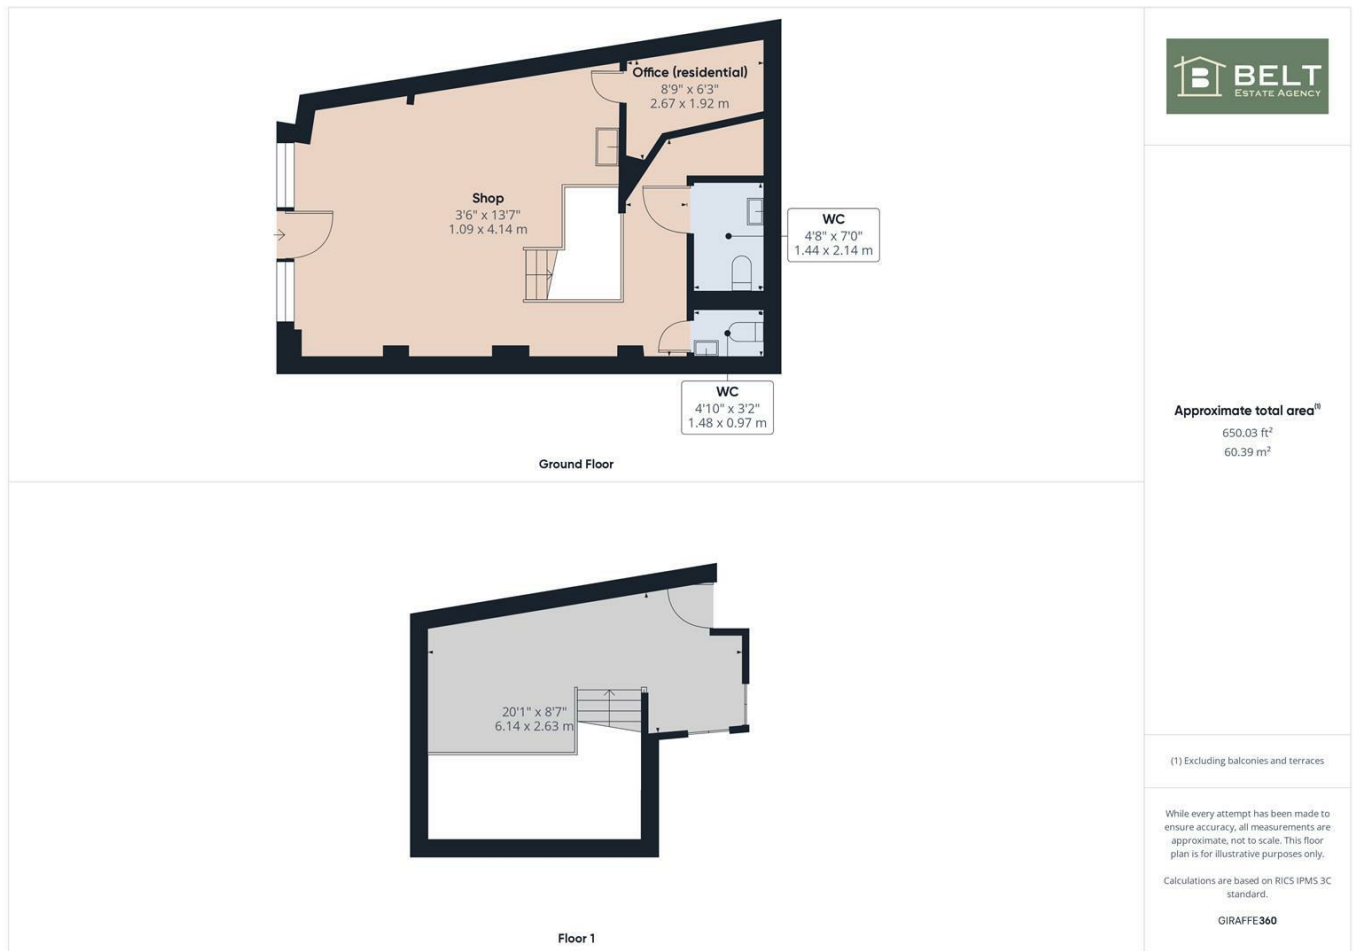 Office (residential)
8'9" x 6'3"
2.67 x 1.92 m
Shop
3'6" x 13'7"
1.09 x 4.14 m
WC
4'8" x 7'0"
1.44 x 2.14 m
WC
4'10" x 3'2"
1.48 x 0.97 m
Ground Floor
20'1" x 8'7"
6.14 x 2.63 m
Floor 1
B BELT
ESTATE AGENCY
Approximate total area(1)
650.03 ft²
60.39 m²
(1) Excluding balconies and terraces
While every attempt has been made to
ensure accuracy, all measurements are
approximate, not to scale. This floor
plan is for illustrative purposes only.
Calculations are based on RICS IPMS 3C
standard.
GIRAFFE360